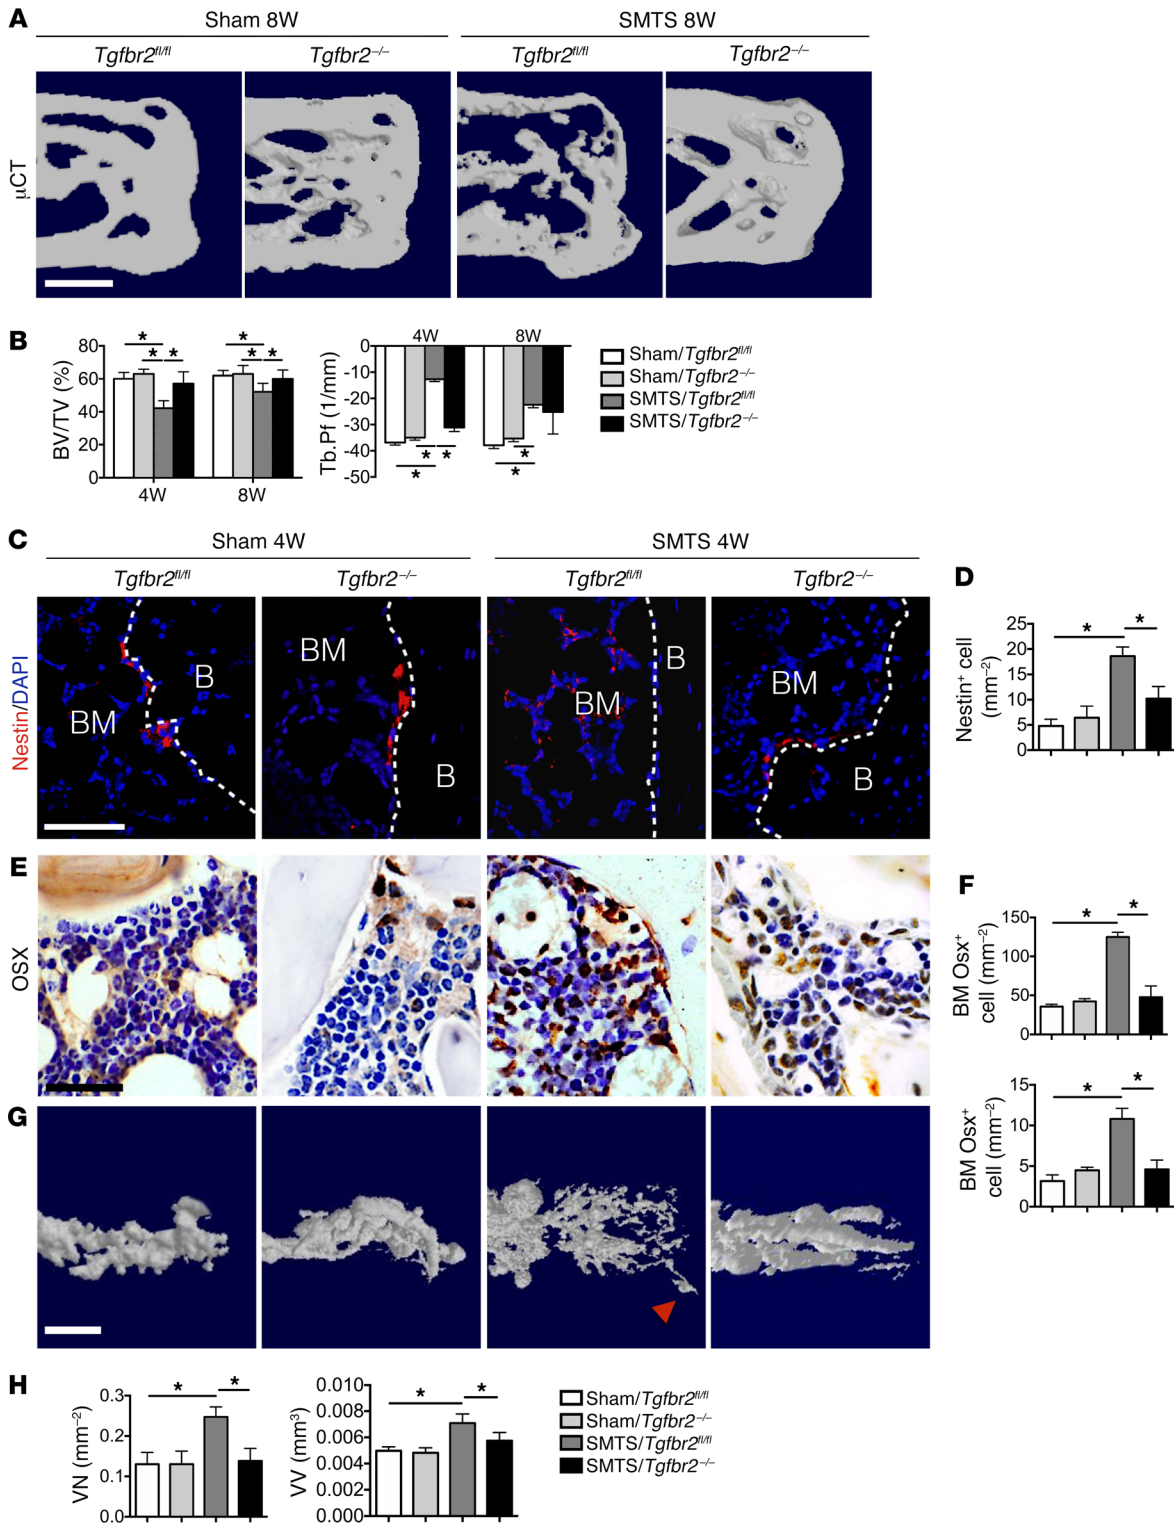 A
Sham 8W
SMTS 8W
Tgfbr2fl/fl
Tgfbr2−/−
Tgfbr2fl/fl
Tgfbr2−/−
μCT
B
BV/TV (%)
80
60
40
20
0
* * *
* * *
4W
8W
Tb.Pf (1/mm)
4W
8W
0
-10
-20
-30
-40
-50
* * *
* *
Sham/Tgfbr2fl/fl
Sham/Tgfbr2−/−
SMTS/Tgfbr2fl/fl
SMTS/Tgfbr2−/−
C
Sham 4W
SMTS 4W
Tgfbr2fl/fl
Tgfbr2−/−
Tgfbr2fl/fl
Tgfbr2−/−
Nestin/DAPI
BM
B
BM
B
BM
B
BM
B
D
Nestin+ cell
(mm−2)
25
20
15
10
5
0
* *
E
OSX
F
BM Osx+
cell (mm−2)
150
100
50
0
* *
BM Osx+
cell (mm−2)
15
10
5
0
* *
G
H
VN (mm−2)
0.3
0.2
0.1
0.0
* *
VV (mm3)
0.010
0.008
0.006
0.004
0.002
0.000
* *
Sham/Tgfbr2fl/fl
Sham/Tgfbr2−/−
SMTS/Tgfbr2fl/fl
SMTS/Tgfbr2−/−